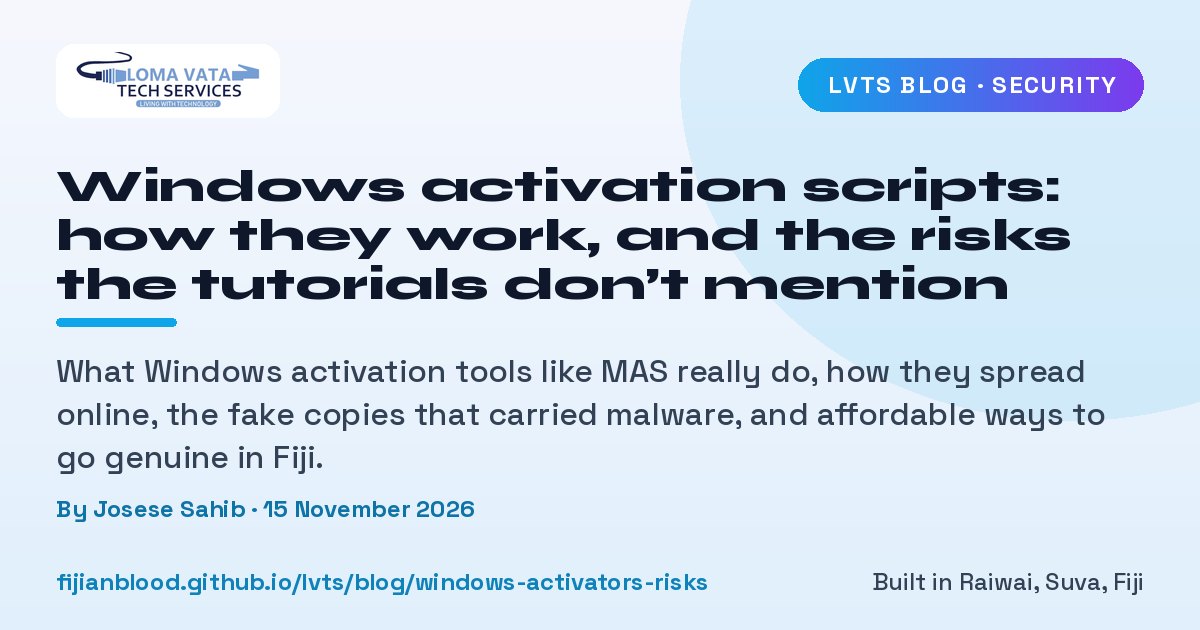 LOMA VATA
TECH SERVICES
LIVING WITH TECHNOLOGY
LVTS BLOG · SECURITY
Windows activation scripts:
how they work, and the risks
the tutorials don’t mention
What Windows activation tools like MAS really do, how they spread
online, the fake copies that carried malware, and affordable ways to
go genuine in Fiji.
By Josese Sahib · 15 November 2026
fijianblood.github.io/lvts/blog/windows-activators-risks
Built in Raiwai, Suva, Fiji